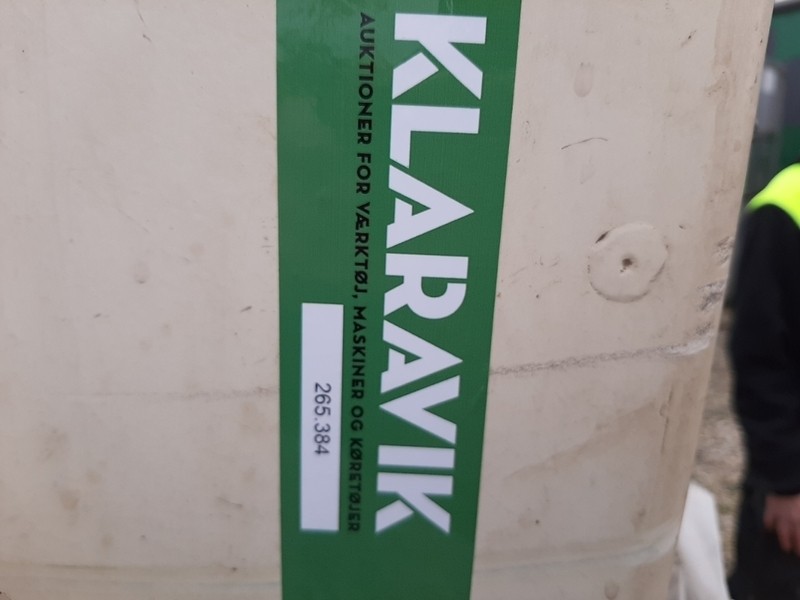 KLARAVIK
AUKTIONER FOR VÆRKTØJ, MASKINER OG KØRETØJER
265.384